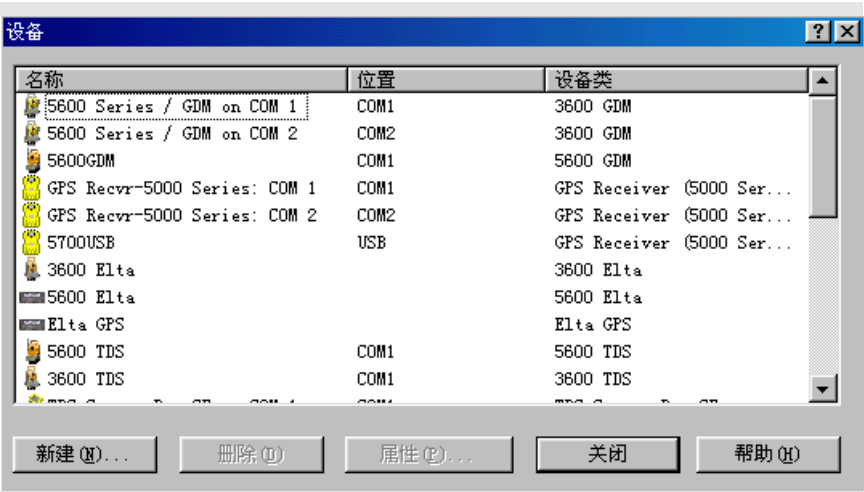 设备
名称 位置 设备类
5600 Series / GDM on COM 1 COM1 3600 GDM
5600 Series / GDM on COM 2 COM2 3600 GDM
5600GDM COM1 5600 GDM
GPS Recvr-5000 Series: COM 1 COM1 GPS Receiver (5000 Ser...
GPS Recvr-5000 Series: COM 2 COM2 GPS Receiver (5000 Ser...
5700USB USB GPS Receiver (5000 Ser...
3600 Elta 3600 Elta
5600 Elta 5600 Elta
Elta GPS Elta GPS
5600 TDS COM1 5600 TDS
3600 TDS COM1 3600 TDS
新建(N)... 删除(D) 属性(P)... 关闭 帮助(H)